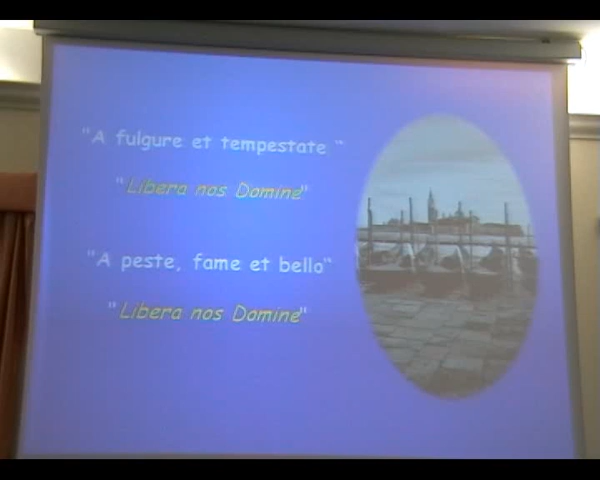 "A fulgure et tempestate "
"Libera nos Domine"
"A peste, fame et bello"
"Libera nos Domine"